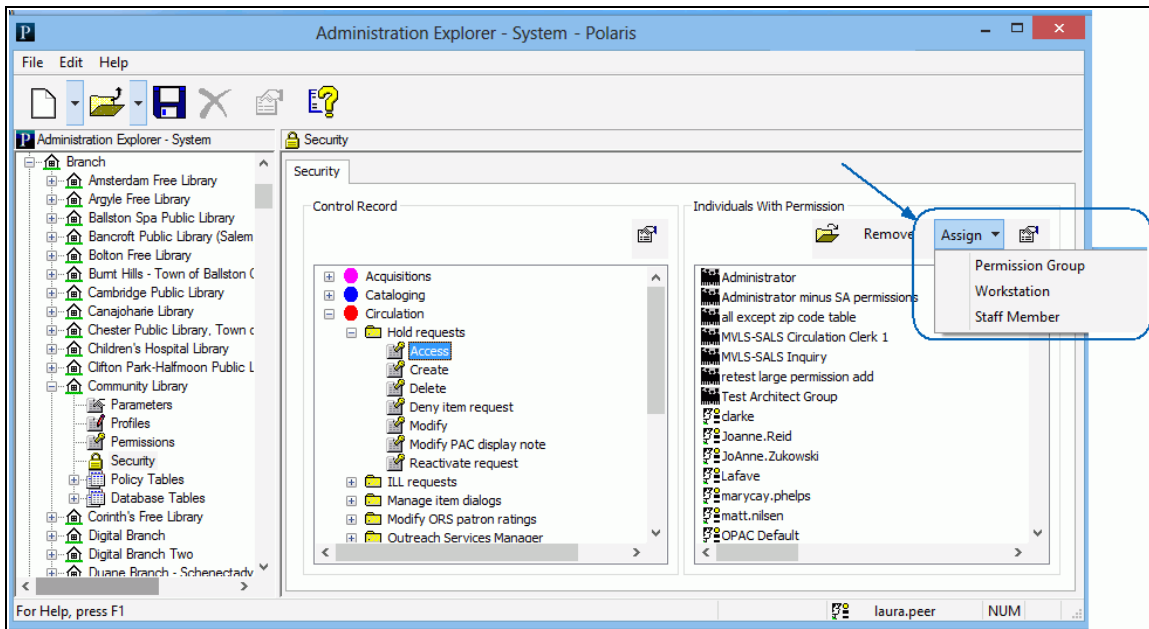 Administration Explorer - System - Polaris
File Edit Help
Administration Explorer - System
Branch
Amsterdam Free Library
Argyle Free Library
Ballston Spa Public Library
Bancroft Public Library (Salem
Bolton Free Library
Burnt Hills - Town of Ballston
Cambridge Public Library
Canajoharie Library
Chester Public Library, Town
Children's Hospital Library
Clifton Park-Halfmoon Public L
Community Library
Parameters
Profiles
Permissions
Security
Policy Tables
Database Tables
Corinth's Free Library
Digital Branch
Digital Branch Two
Duane Branch - Schenectady
Security
Security
Control Record
Acquisitions
Cataloging
Circulation
Hold requests
Access
Create
Delete
Deny item request
Modify
Modify PAC display note
Reactivate request
ILL requests
Manage item dialogs
Modify ORS patron ratings
Outreach Services Manager
Individuals With Permission
Remove Assign
Permission Group
Workstation
Staff Member
Administrator
Administrator minus SA permissions
all except zip code table
MVLS-SALS Circulation Clerk 1
MVLS-SALS Inquiry
retest large permission add
Test Architect Group
clarke
Joanne.Reid
JoAnne.Zukowski
Lafave
marycay.phelps
matt.nilsen
OPAC Default
For Help, press F1
laura.peer
NUM